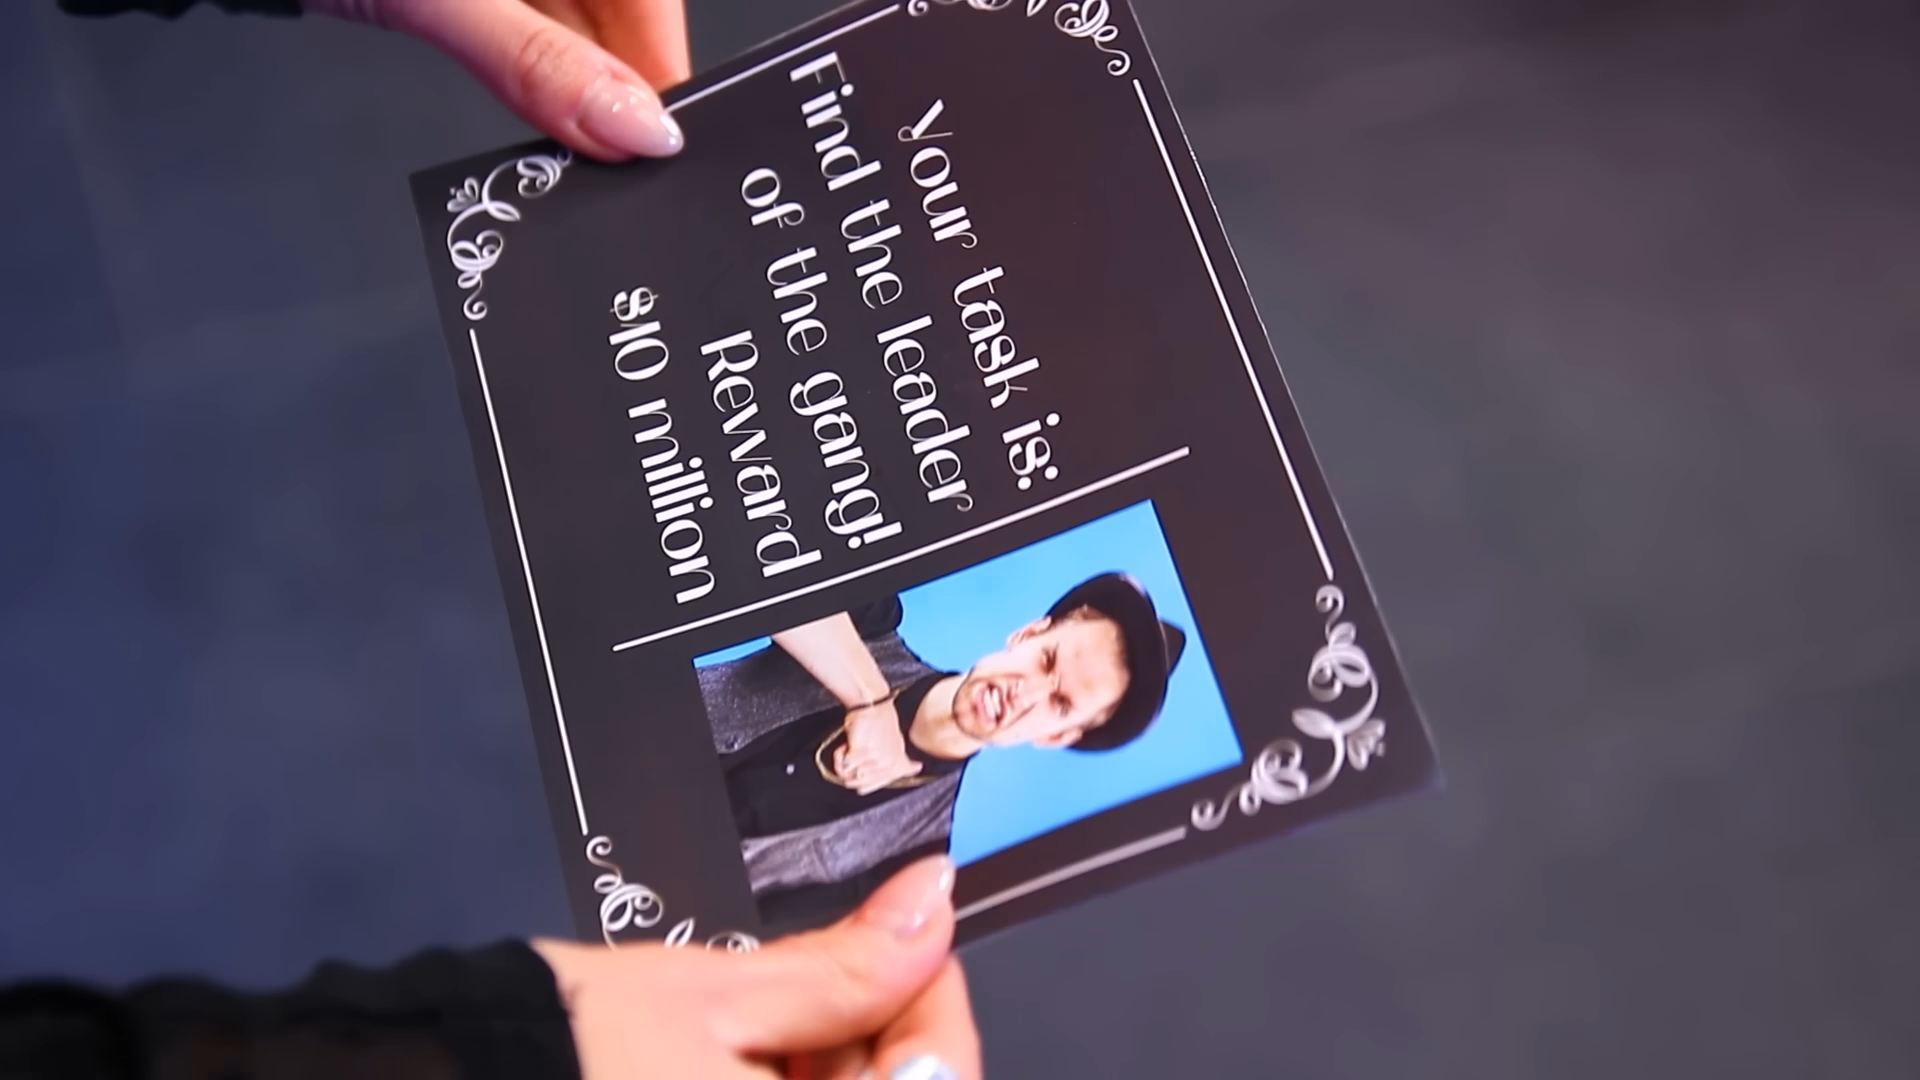 Your task is:
Find the leader
of the gang!
Reward
$10 million